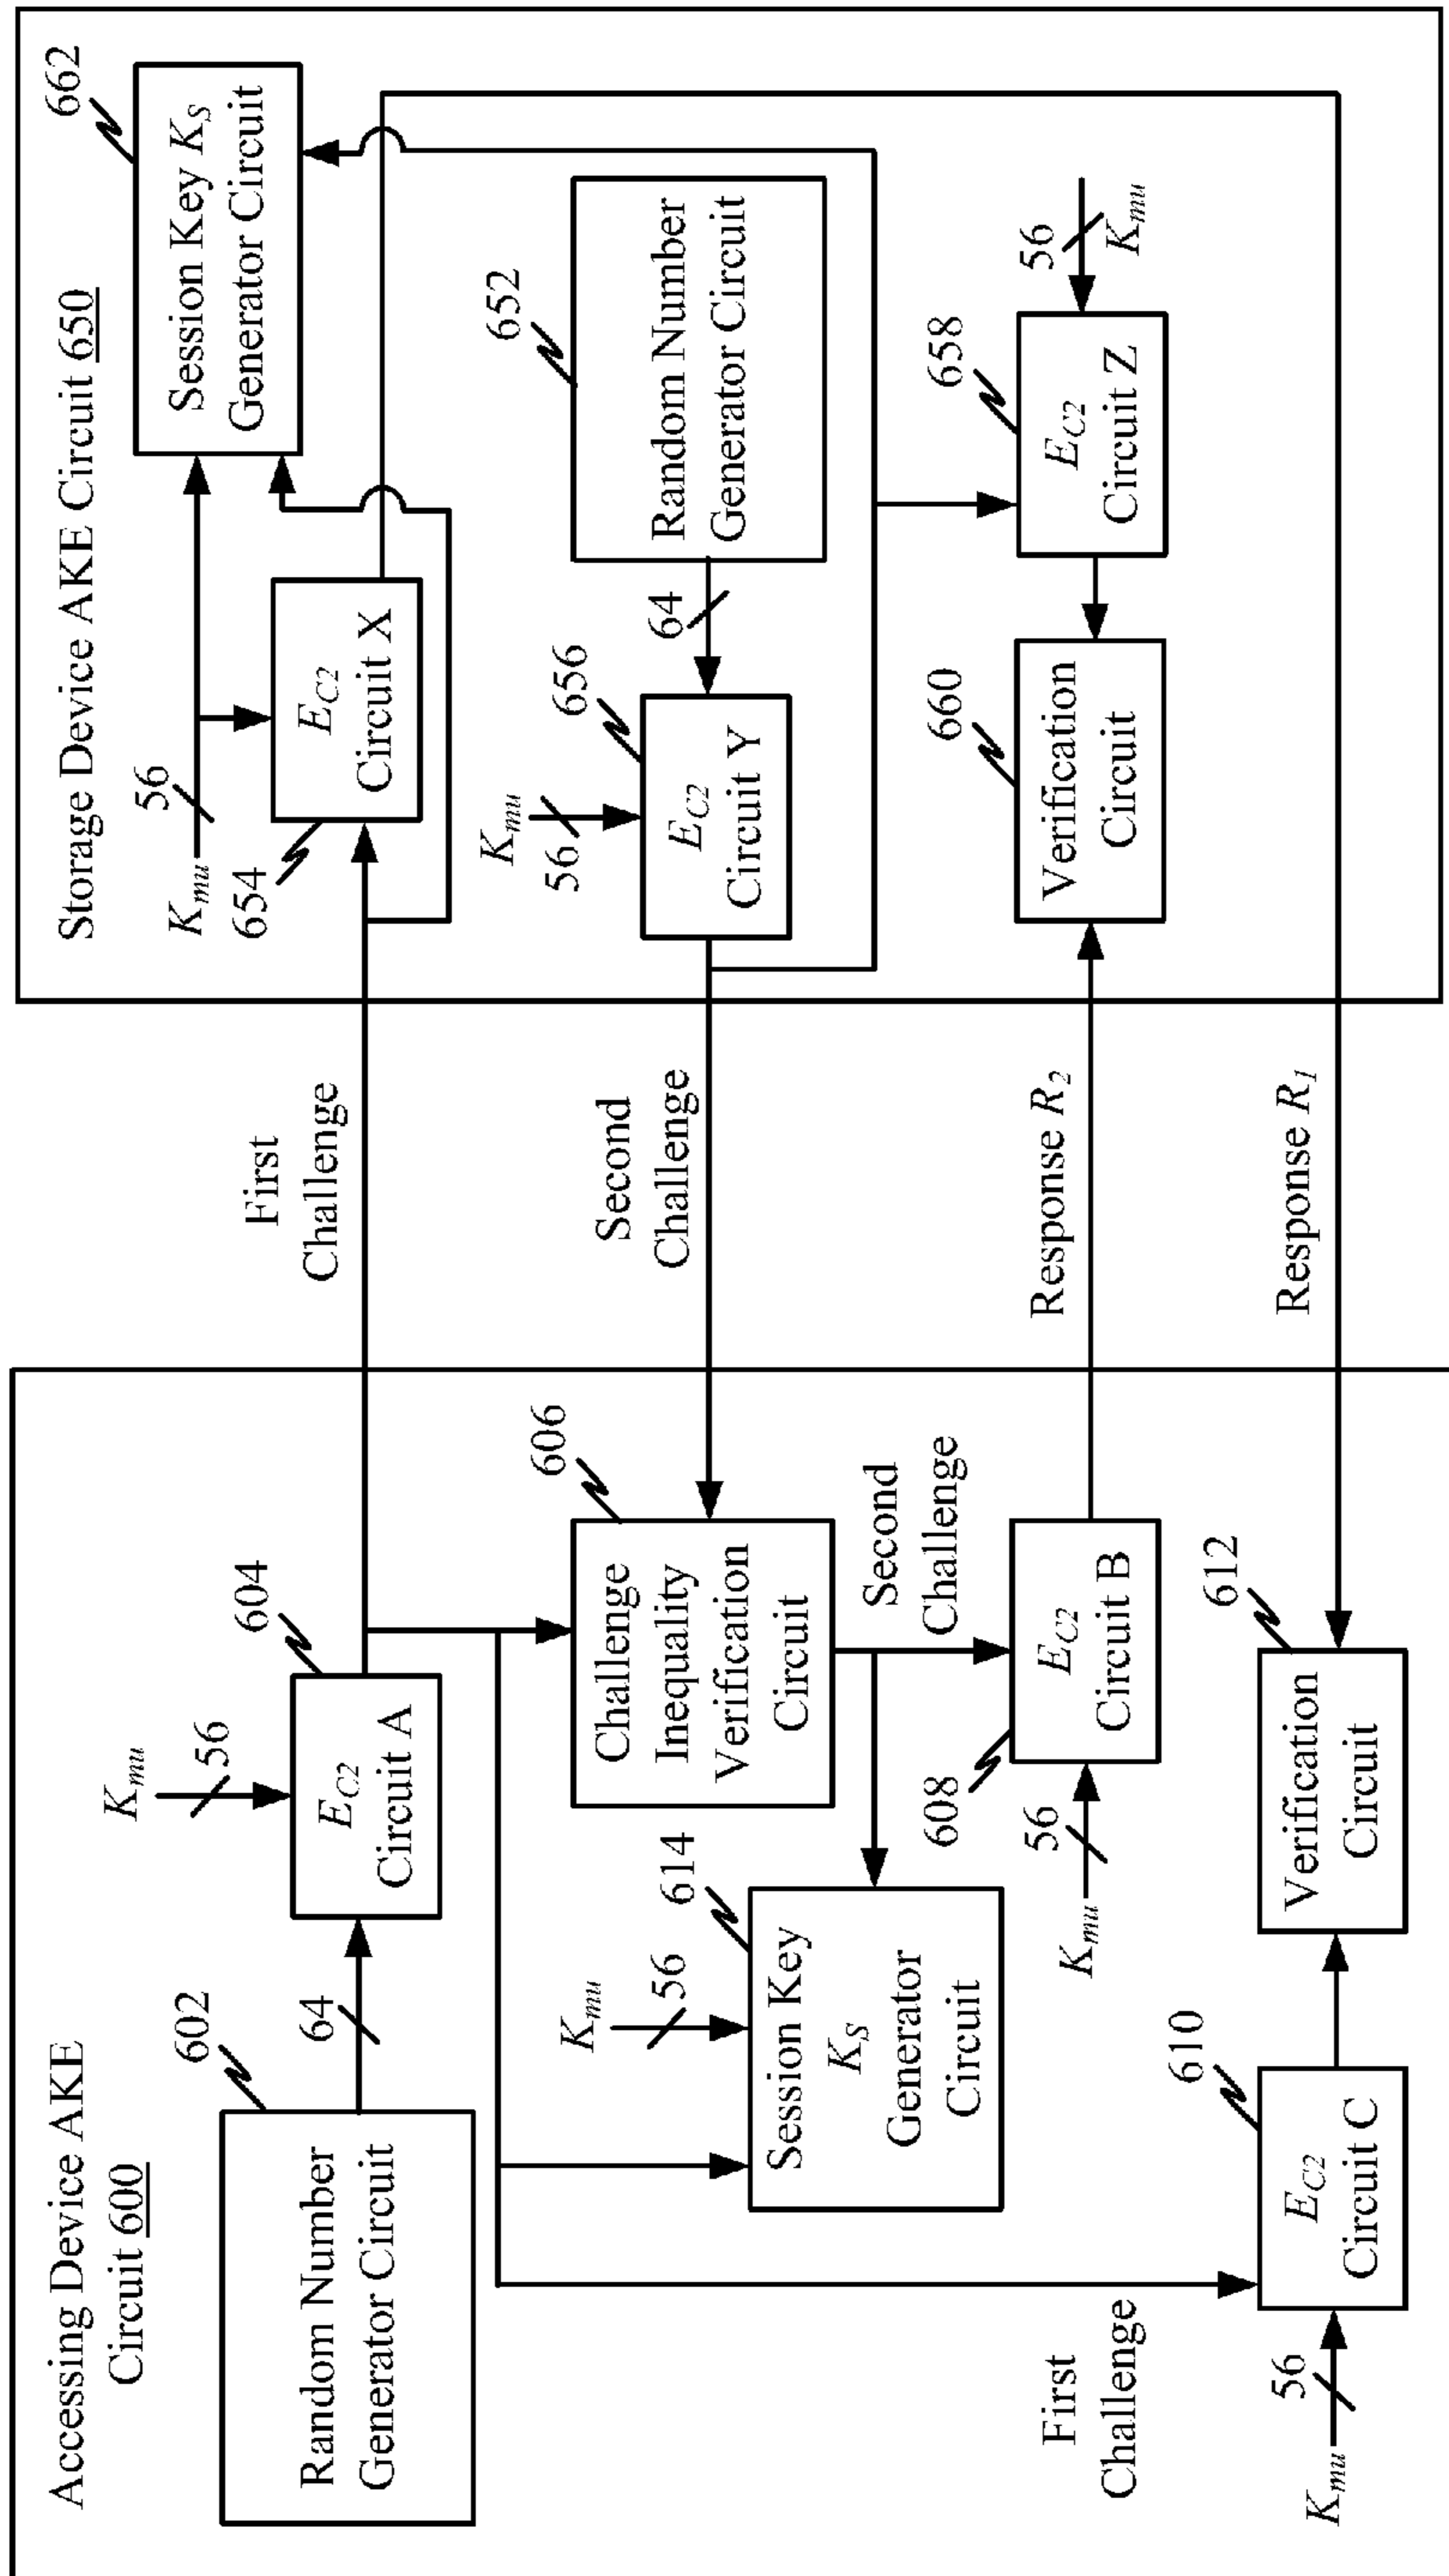 Accessing Device AKE
Circuit 600
602
Random Number
Generator Circuit
64
K_mu
56
604
E_C2
Circuit A
First
Challenge
606
Challenge
Inequality
Verification
Circuit
Second
Challenge
614
K_mu
56
Session Key
K_S
Generator
Circuit
Second
Challenge
608
E_C2
Circuit B
56
K_mu
Response R_2
First
Challenge
610
E_C2
Circuit C
56
K_mu
612
Verification
Circuit
Response R_1
Storage Device AKE Circuit 650
K_mu
56
654
E_C2
Circuit X
662
Session Key K_S
Generator Circuit
652
Random Number
Generator Circuit
64
656
K_mu
56
E_C2
Circuit Y
660
Verification
Circuit
658
E_C2
Circuit Z
56
K_mu